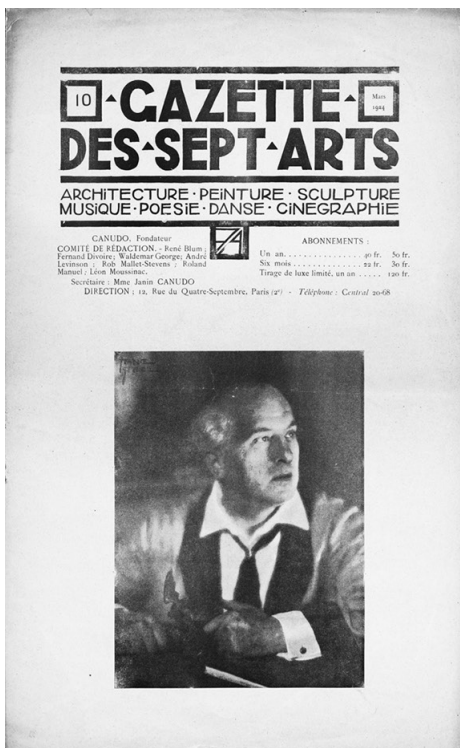 10
GAZETTE
Mars
1924
DES SEPT ARTS
ARCHITECTURE · PEINTURE · SCULPTURE
MUSIQUE · POESIE · DANSE · CINEGRAPHIE
CANUDO, Fondateur
COMITÉ DE RÉDACTION. - René Blum ;
Fernand Divoire; Waldemar George; André
Levinson ; Rob Mallet-Stevens ; Roland
Manuel ; Léon Moussinac.
Secrétaire : Mme Janin CANUDO
ABONNEMENTS :
Un an. . . . . . . . . . . . . . . . 40 fr. 50 fr.
Six mois . . . . . . . . . . . . . . 22 fr. 30 fr.
Tirage de luxe limité, un an . . . . . 120 fr.
DIRECTION ; 12, Rue du Quatre-Septembre, Paris (2e) - Téléphone : Central 20-68